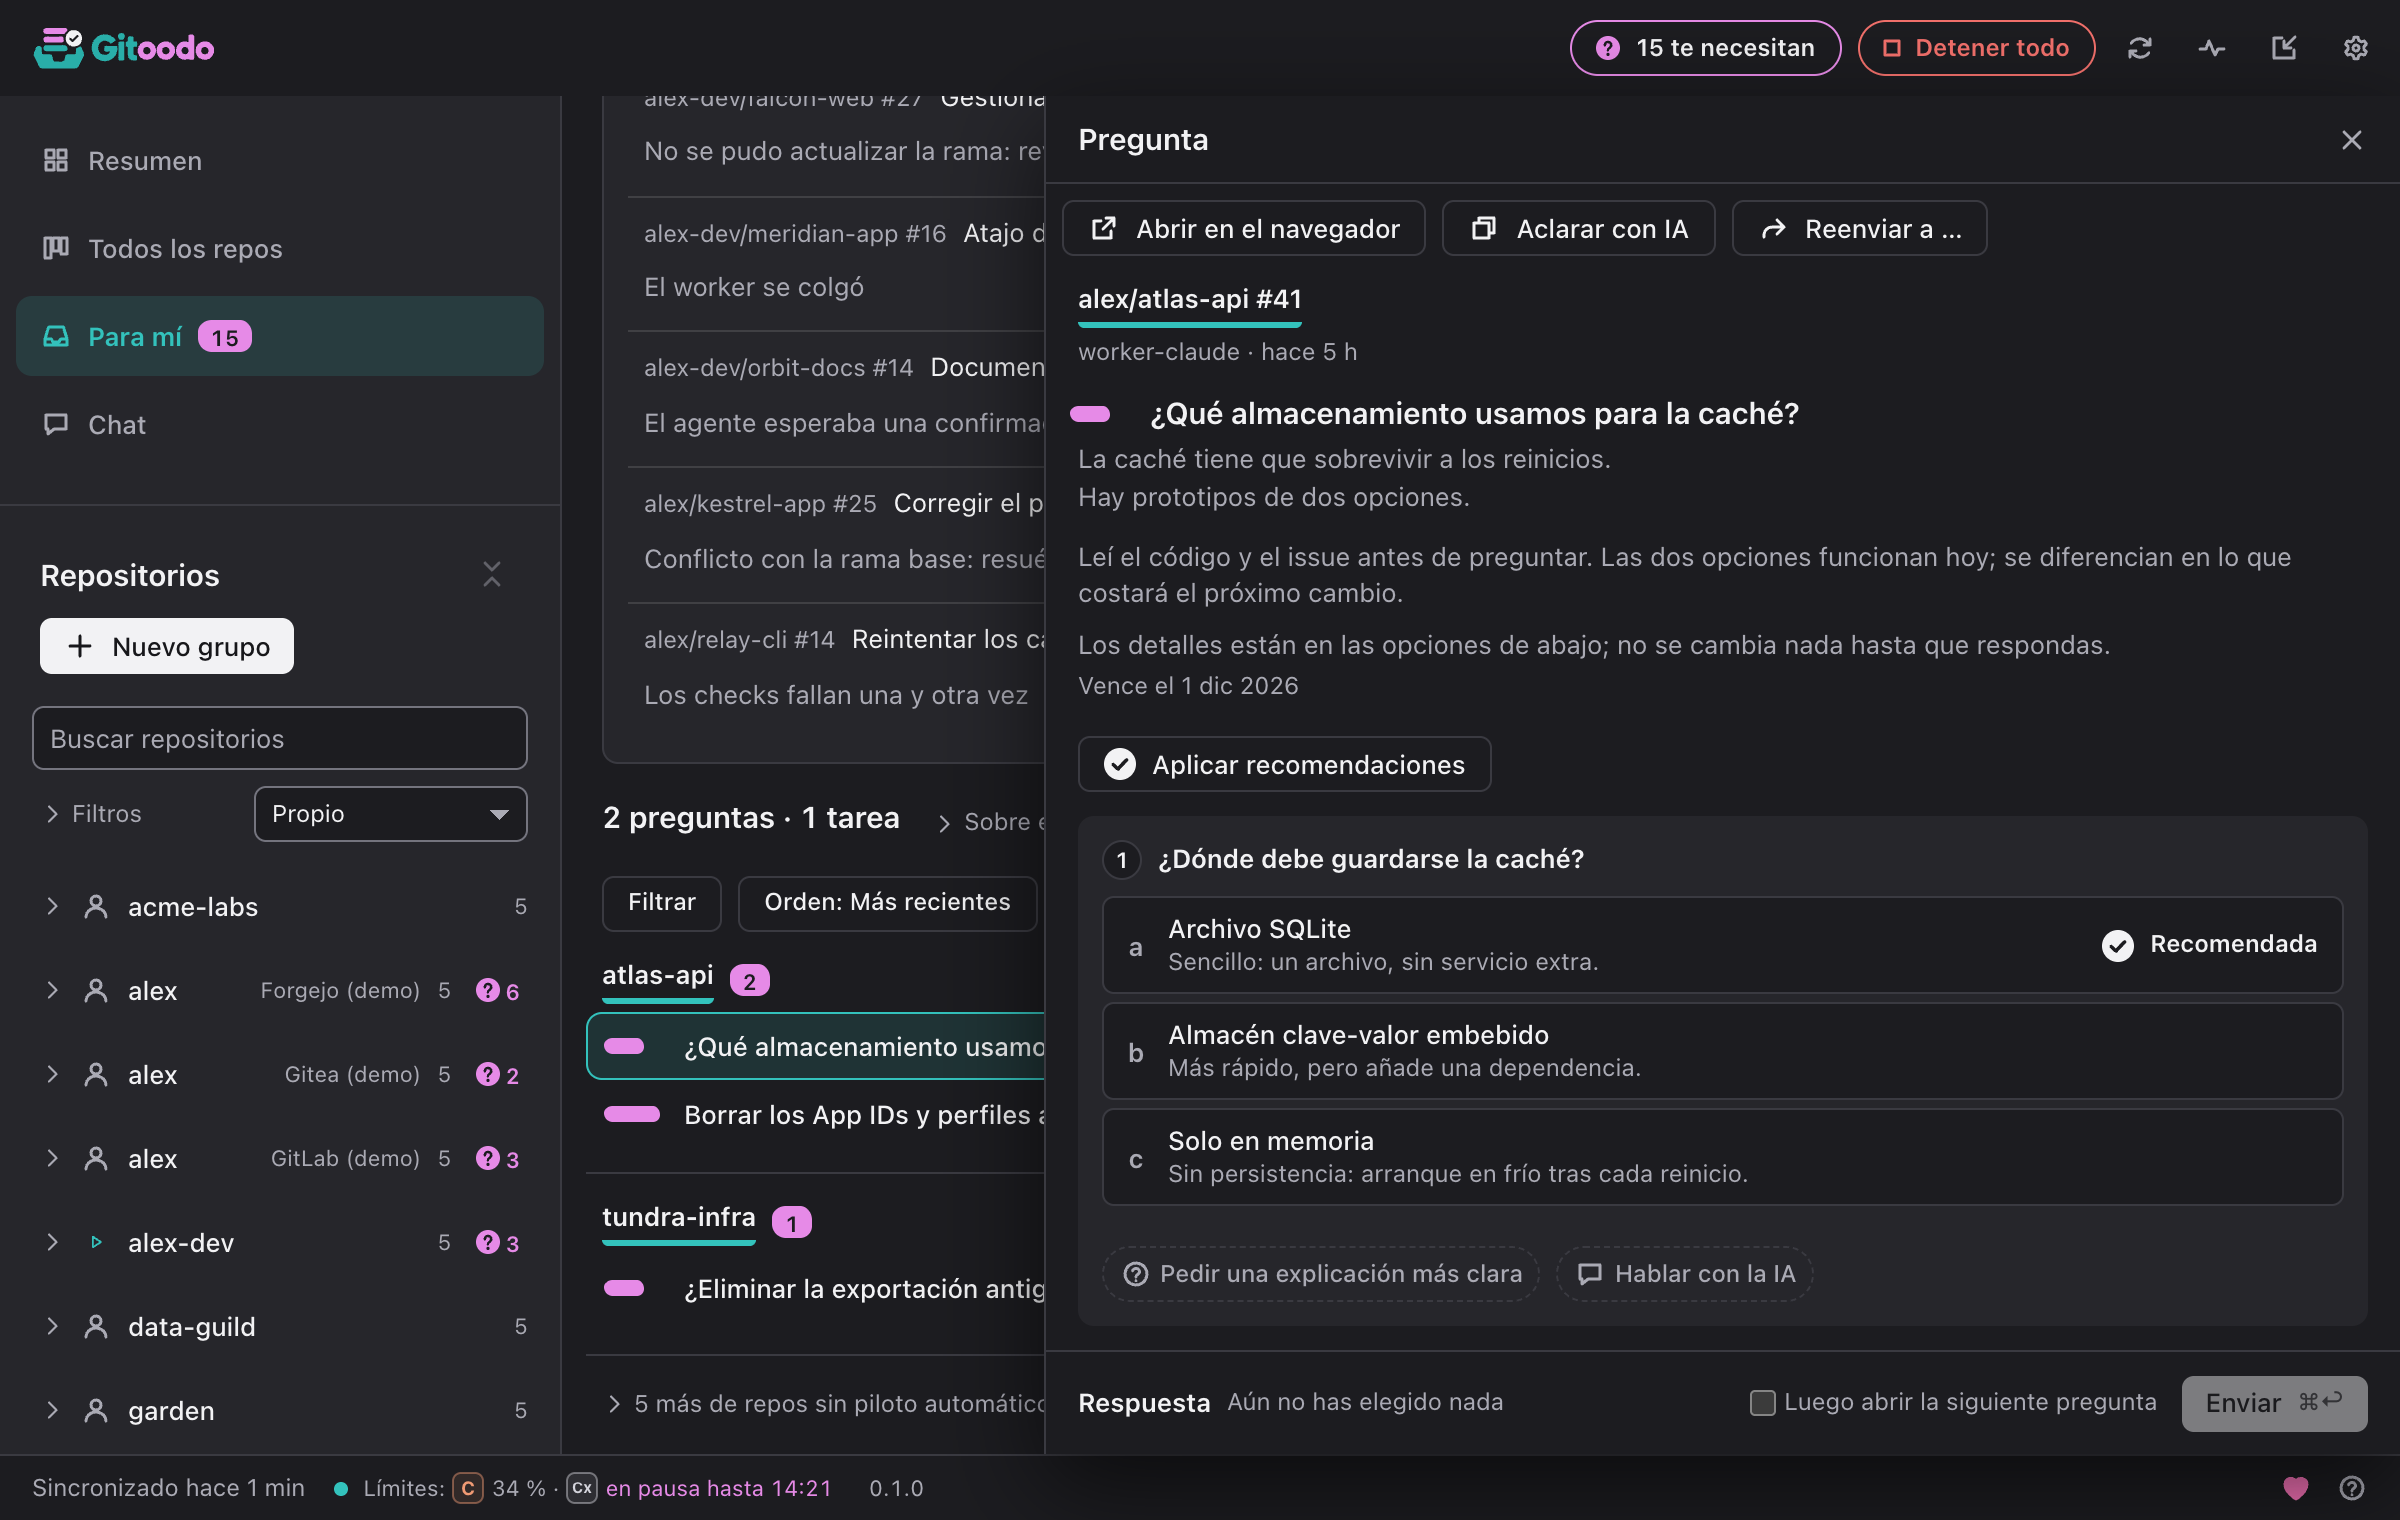 Gitoodo
15 te necesitan
Detener todo
Resumen
Todos los repos
Para mí 15
Chat
Repositorios
Nuevo grupo
Buscar repositorios
Filtros
Propio
acme-labs 5
alex Forgejo (demo) 5 ? 6
alex Gitea (demo) 5 ? 2
alex GitLab (demo) 5 ? 3
alex-dev 5 ? 3
data-guild 5
garden 5
alex-dev/falcon-web #27 Gestiona
No se pudo actualizar la rama: re
alex-dev/meridian-app #16 Atajo d
El worker se colgó
alex-dev/orbit-docs #14 Documen
El agente esperaba una confirma
alex/kestrel-app #25 Corregir el p
Conflicto con la rama base: resué
alex/relay-cli #14 Reintentar los ca
Los checks fallan una y otra vez
2 preguntas · 1 tarea
Sobre e
Filtrar
Orden: Más recientes
atlas-api 2
¿Qué almacenamiento usamo
Borrar los App IDs y perfiles a
tundra-infra 1
¿Eliminar la exportación antig
5 más de repos sin piloto automático
Pregunta
Abrir en el navegador
Aclarar con IA
Reenviar a ...
alex/atlas-api #41
worker-claude · hace 5 h
¿Qué almacenamiento usamos para la caché?
La caché tiene que sobrevivir a los reinicios.
Hay prototipos de dos opciones.
Leí el código y el issue antes de preguntar. Las dos opciones funcionan hoy; se diferencian en lo que
costará el próximo cambio.
Los detalles están en las opciones de abajo; no se cambia nada hasta que respondas.
Vence el 1 dic 2026
Aplicar recomendaciones
1 ¿Dónde debe guardarse la caché?
a Archivo SQLite
Sencillo: un archivo, sin servicio extra.
Recomendada
b Almacén clave-valor embebido
Más rápido, pero añade una dependencia.
c Solo en memoria
Sin persistencia: arranque en frío tras cada reinicio.
Pedir una explicación más clara
Hablar con la IA
Respuesta Aún no has elegido nada
Luego abrir la siguiente pregunta
Enviar ⌘↩
Sincronizado hace 1 min
Límites: C 34 % · Cx en pausa hasta 14:21
0.1.0